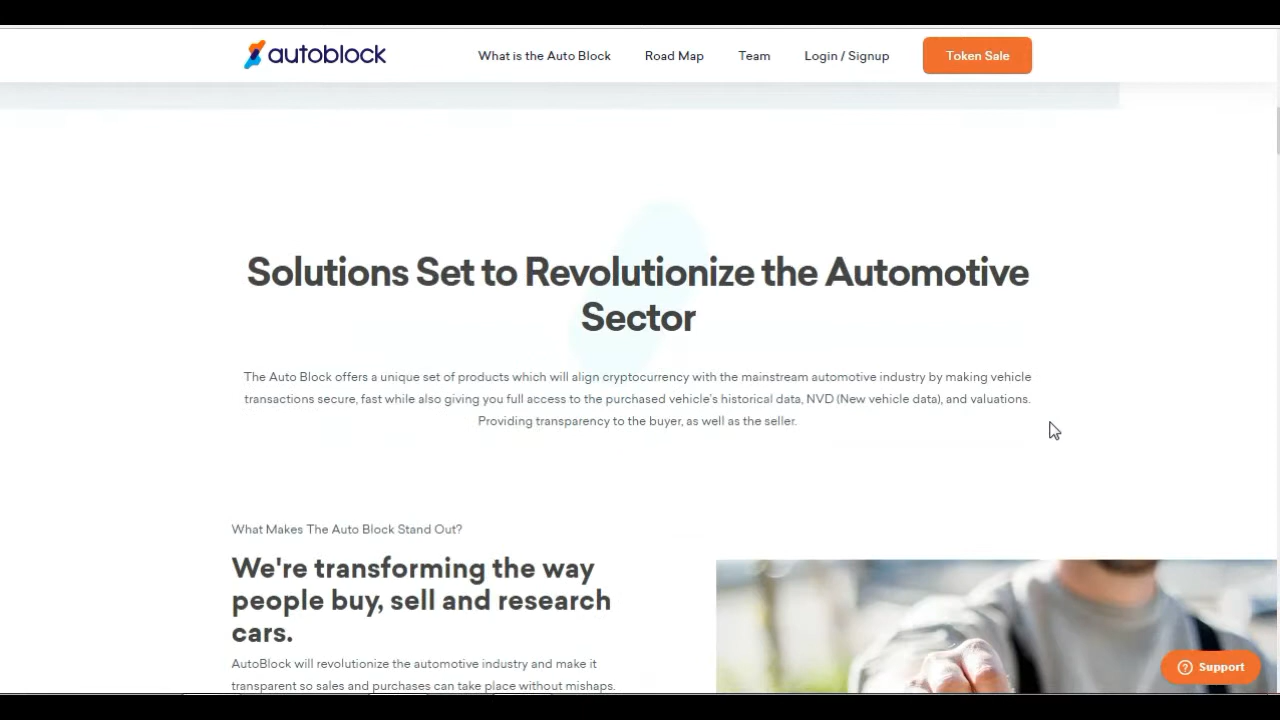 autoblock
What is the Auto Block
Road Map
Team
Login / Signup
Token Sale
Solutions Set to Revolutionize the Automotive
Sector
The Auto Block offers a unique set of products which will align cryptocurrency with the mainstream automotive industry by making vehicle
transactions secure, fast while also giving you full access to the purchased vehicle's historical data, NVD (New vehicle data), and valuations.
Providing transparency to the buyer, as well as the seller.
What Makes The Auto Block Stand Out?
We're transforming the way
people buy, sell and research
cars.
AutoBlock will revolutionize the automotive industry and make it
transparent so sales and purchases can take place without mishaps.
Support